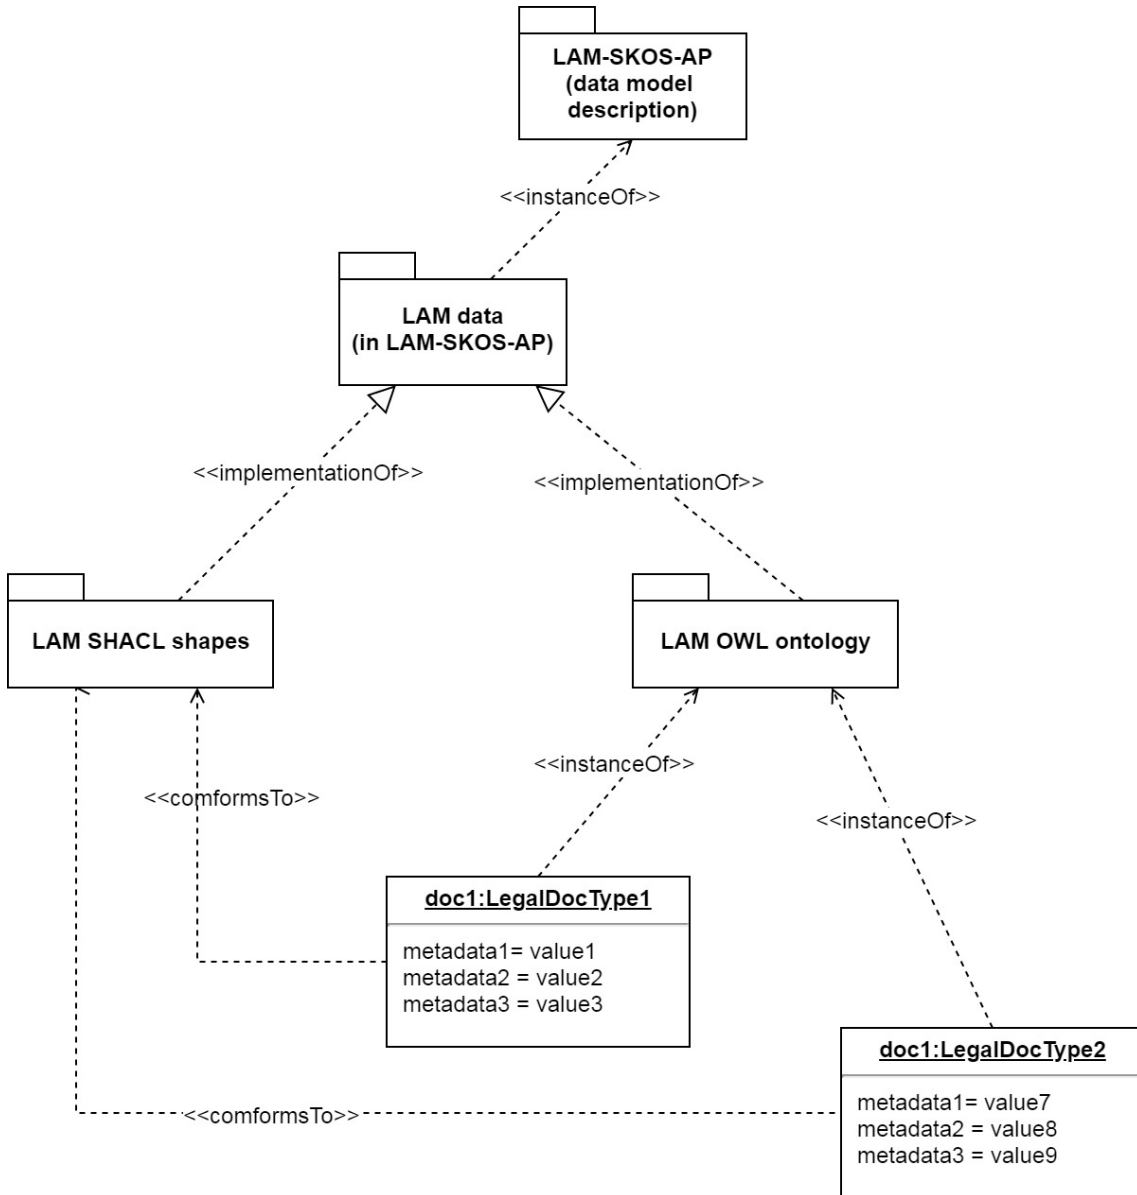 LAM-SKOS-AP
(data model
description)
<<instanceOf>>
LAM data
(in LAM-SKOS-AP)
<<implementationOf>>
<<implementationOf>>
LAM SHACL shapes
LAM OWL ontology
<<instanceOf>>
<<comformsTo>>
<<instanceOf>>
doc1:LegalDocType1
metadata1= value1
metadata2 = value2
metadata3 = value3
doc1:LegalDocType2
<<comformsTo>>
metadata1= value7
metadata2 = value8
metadata3 = value9